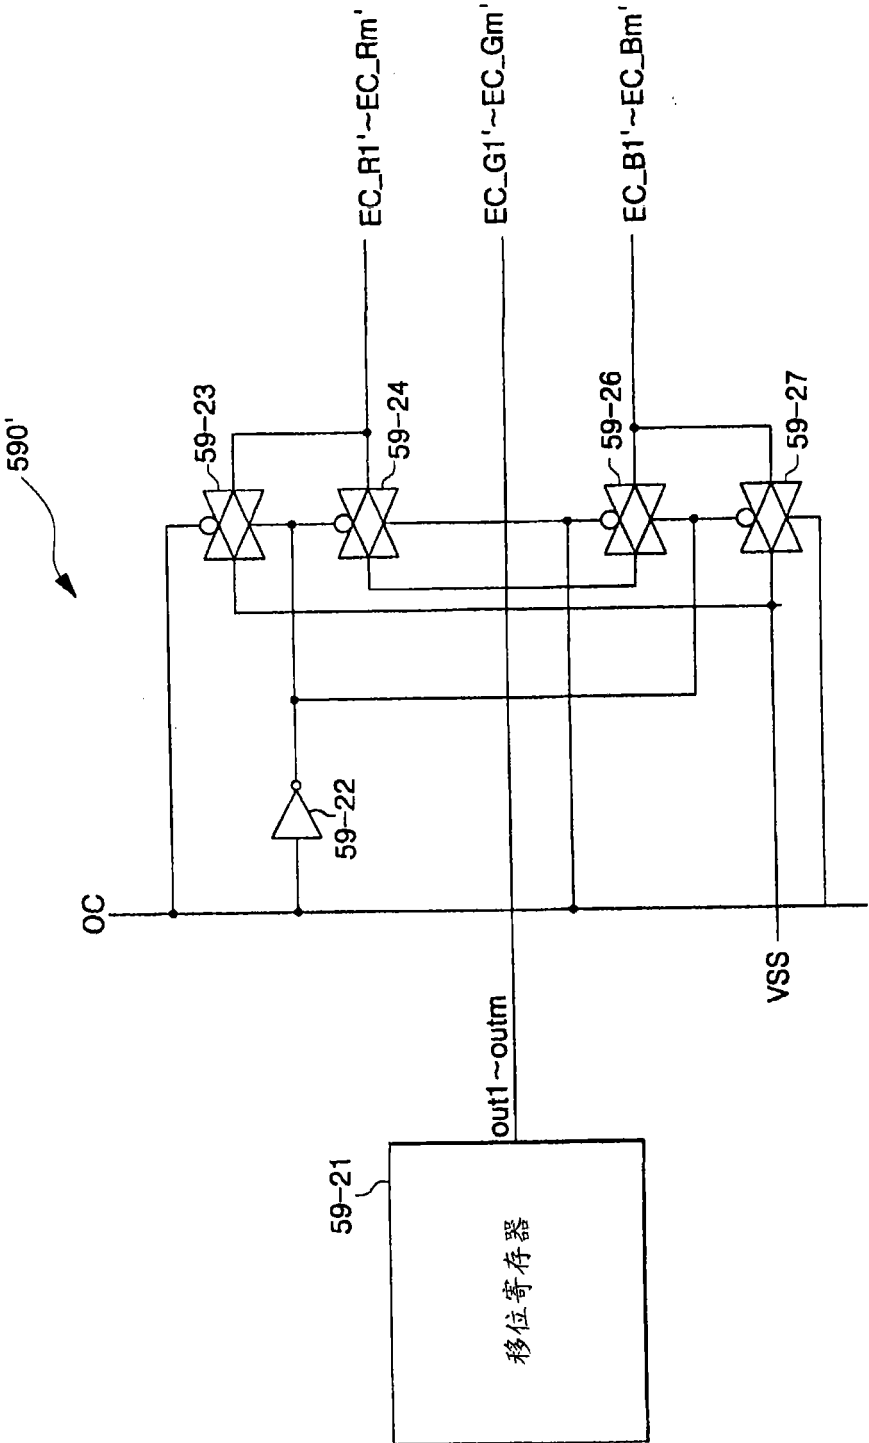 590'
EC_R1'~EC_Rm'
EC_G1'~EC_Gm'
EC_B1'~EC_Bm'
59-23
59-24
59-26
59-27
59-22
OC
VSS
out1~outm
59-21
移位寄存器